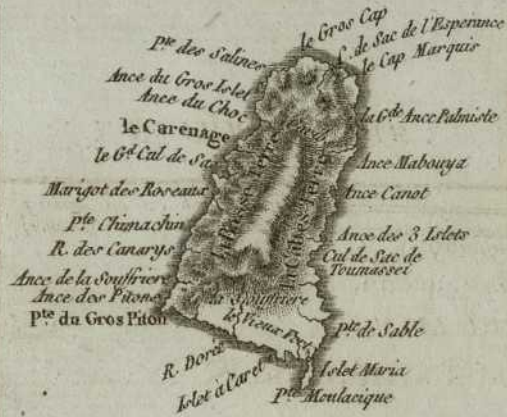 le Gros Cap
C. de Sac de l'Esperance
le Cap Marquis
Pte des Salines
Ance du Gros Islet
Ance du Choc
la Gde Ance Palmiste
le Carenage
le Gd Cul de Sac
Ance Mabouya
Marigot des Roseaux
Ance Canot
la Basse Terre
la Cabes Terre
Pte Chimachin
Ance des 3 Islets
R. des Canarys
Cul de Sac de
Toumassei
Ance de la Souffriere
Ance des Pitons
la Souffriere
Pte du Gros Piton
le Vieux Fort
Pte de Sable
R. Dorée
Islet Maria
Islet à Caret
Pte Moulacique